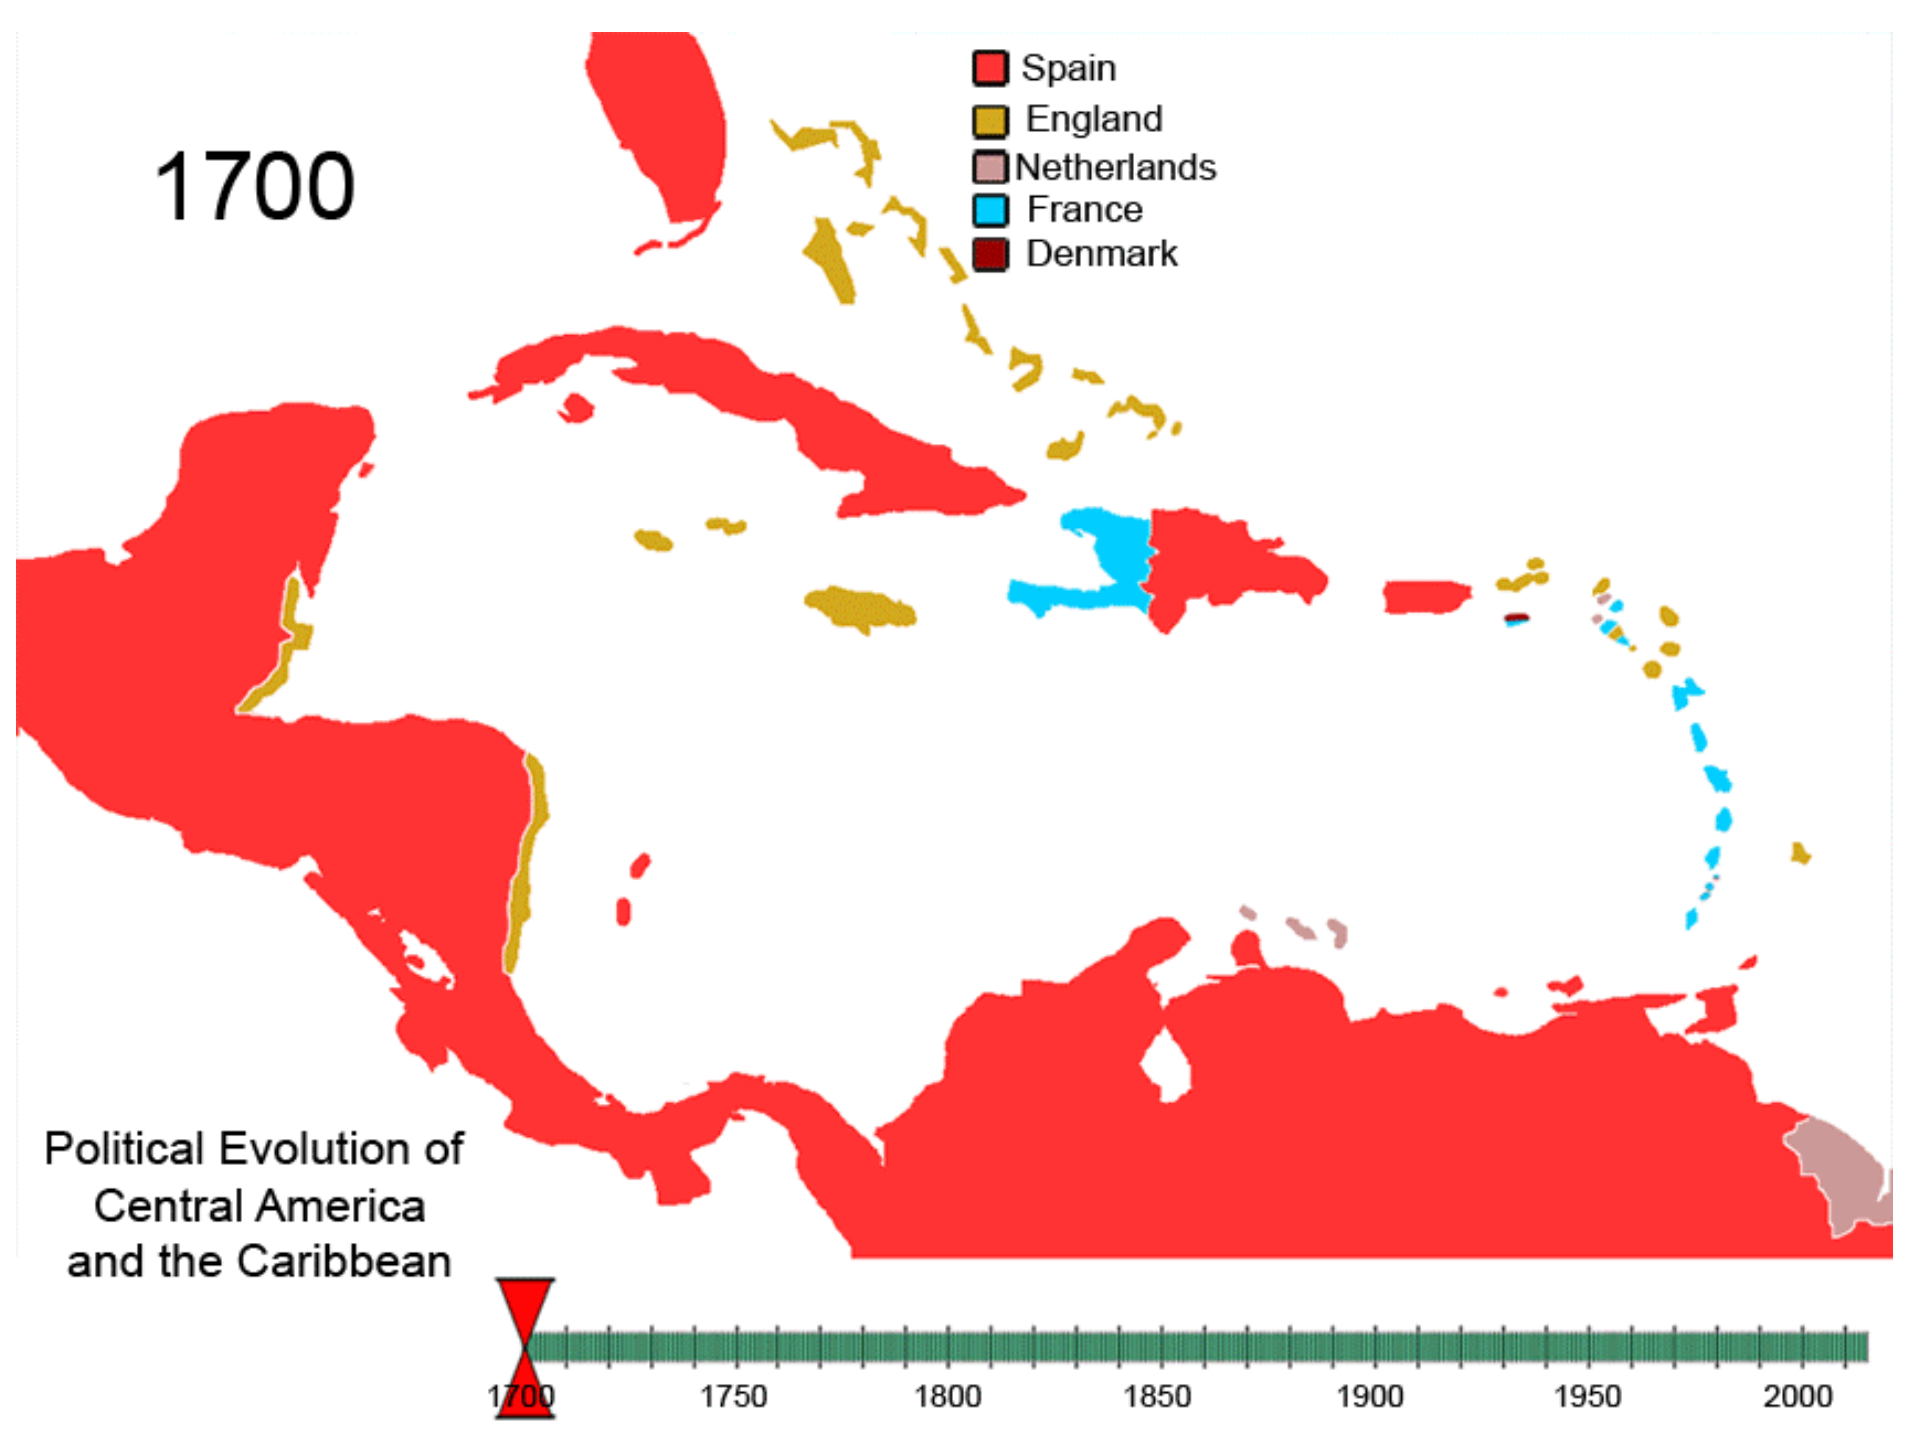 1700
Spain
England
Netherlands
France
Denmark
Political Evolution of
Central America
and the Caribbean
1700 1750 1800 1850 1900 1950 2000